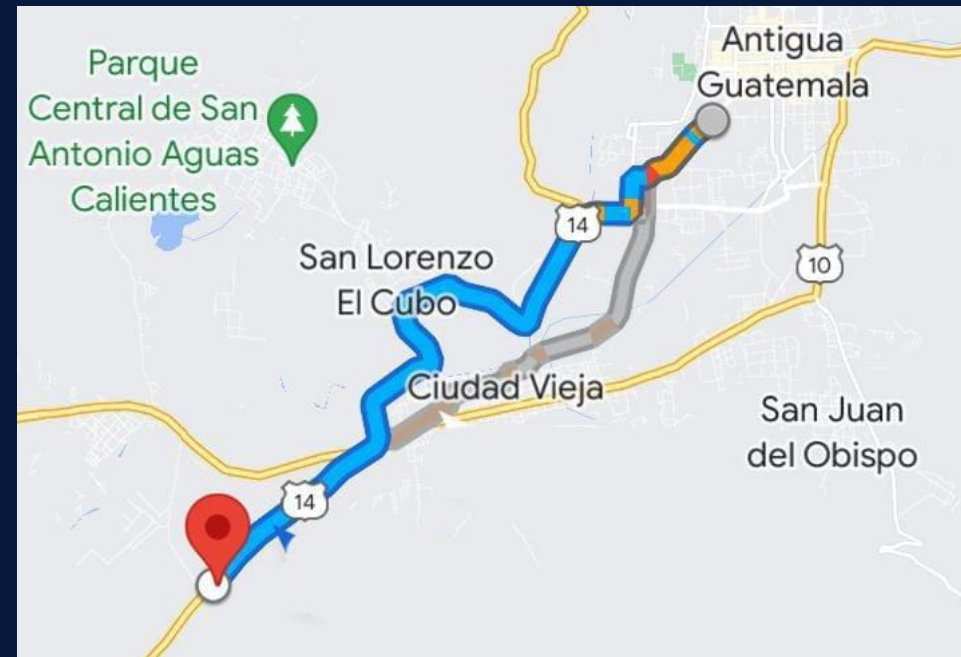 Antigua
Guatemala
Parque
Central de San
Antonio Aguas
Calientes
14
San Lorenzo
El Cubo
10
Ciudad Vieja
San Juan
del Obispo
14